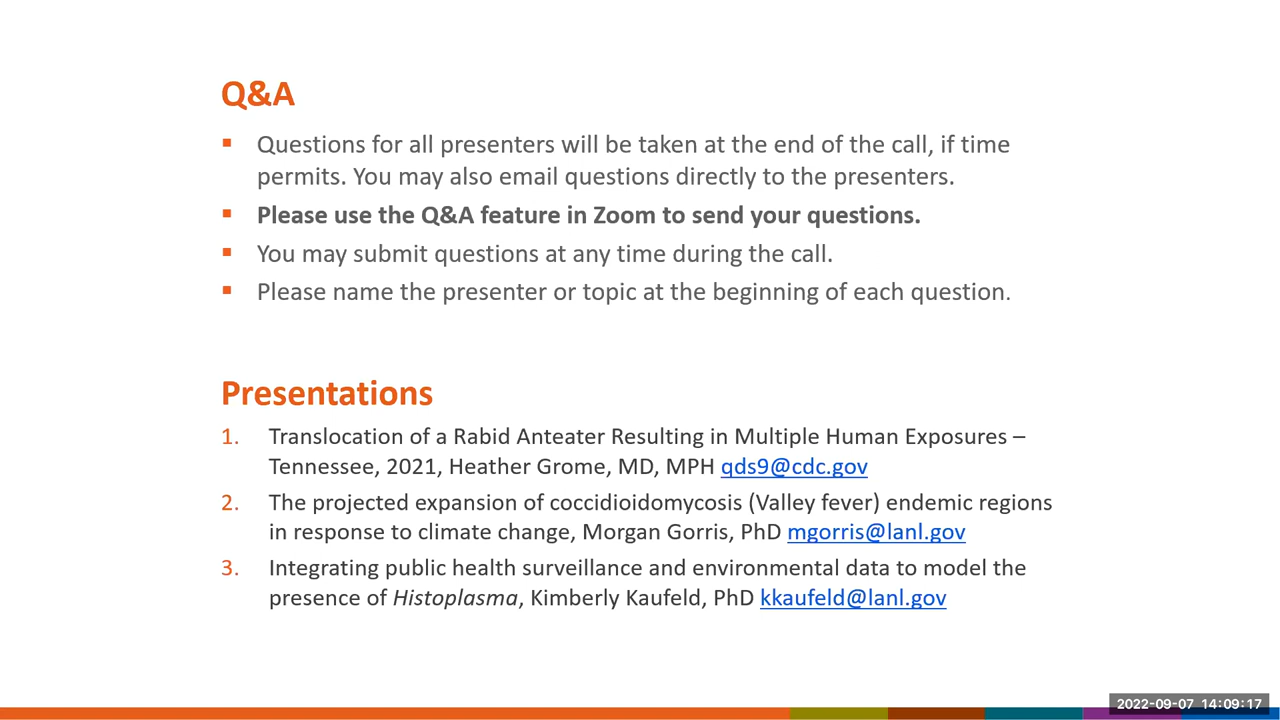 Q&A
▪ Questions for all presenters will be taken at the end of the call, if time
permits. You may also email questions directly to the presenters.
▪ Please use the Q&A feature in Zoom to send your questions.
▪ You may submit questions at any time during the call.
▪ Please name the presenter or topic at the beginning of each question.
Presentations
1. Translocation of a Rabid Anteater Resulting in Multiple Human Exposures –
Tennessee, 2021, Heather Grome, MD, MPH qds9@cdc.gov
2. The projected expansion of coccidioidomycosis (Valley fever) endemic regions
in response to climate change, Morgan Gorris, PhD mgorris@lanl.gov
3. Integrating public health surveillance and environmental data to model the
presence of Histoplasma, Kimberly Kaufeld, PhD kkaufeld@lanl.gov
2022-09-07 14:09:17